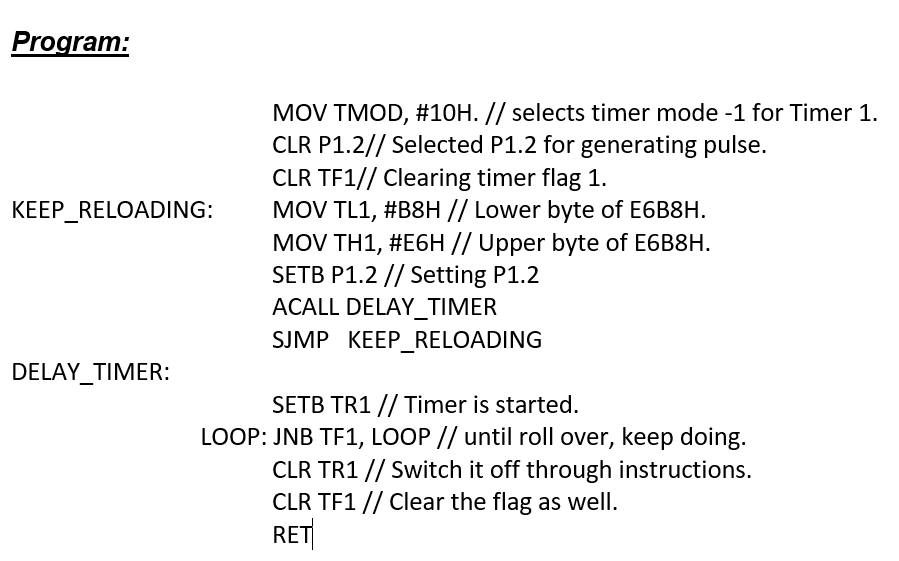 Program:
MOV TMOD, #10H. // selects timer mode -1 for Timer 1.
CLR P1.2// Selected P1.2 for generating pulse.
CLR TF1// Clearing timer flag 1.
KEEP_RELOADING: MOV TL1, #B8H // Lower byte of E6B8H.
MOV TH1, #E6H // Upper byte of E6B8H.
SETB P1.2 // Setting P1.2
ACALL DELAY_TIMER
SJMP KEEP_RELOADING
DELAY_TIMER:
SETB TR1 // Timer is started.
LOOP: JNB TF1, LOOP // until roll over, keep doing.
CLR TR1 // Switch it off through instructions.
CLR TF1 // Clear the flag as well.
RET